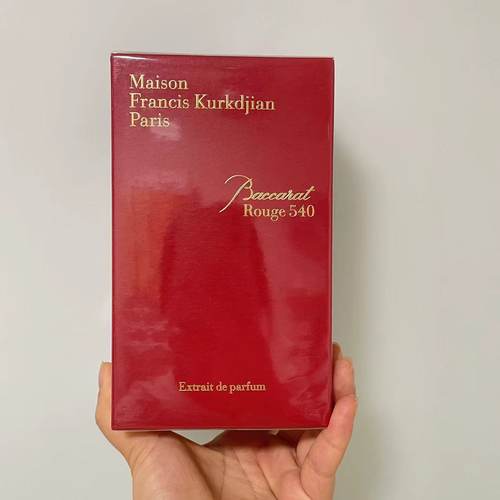 Maison
Francis Kurkdjian
Paris
Baccarat
Rouge 540
Extrait de parfum